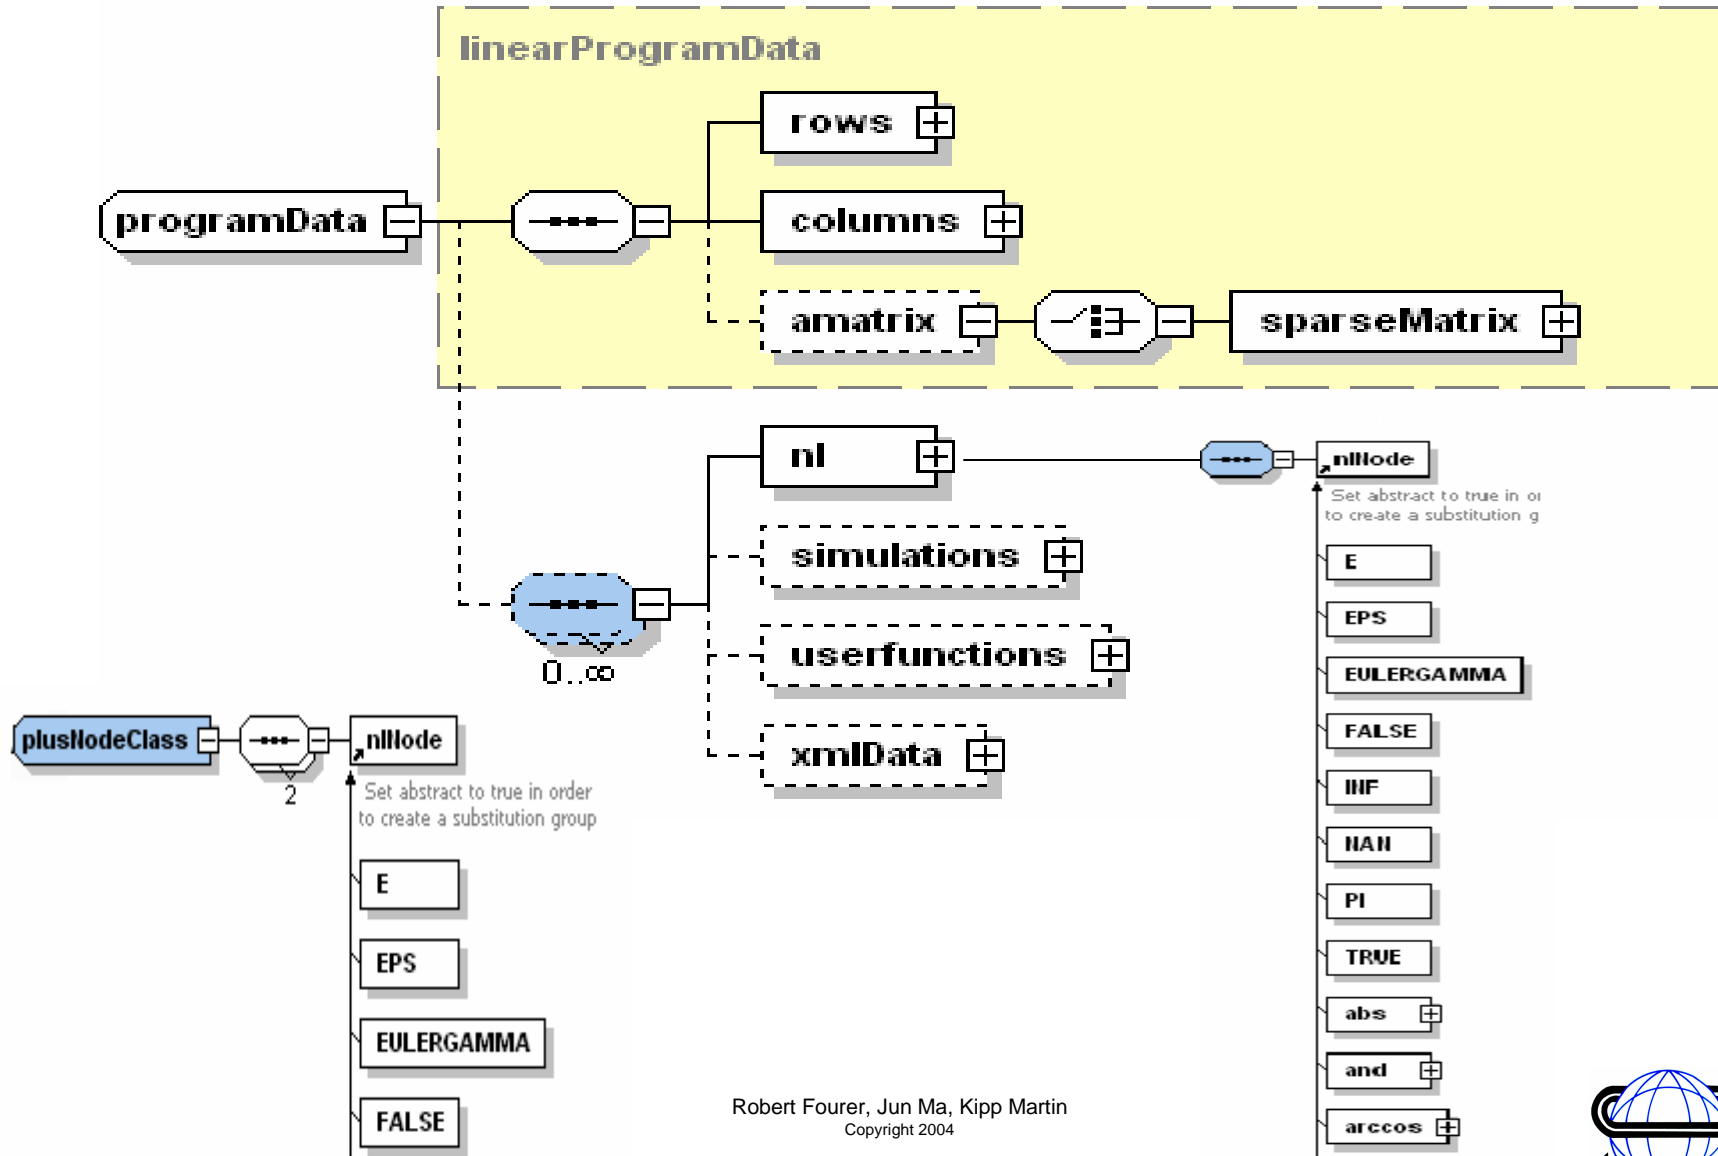 linearProgramData
rows
programData
columns
amatrix
sparseMatrix
nl
nlNode
Set abstract to true in
to create a substitution
simulations
userfunctions
0..∞
xmlData
plusNodeClass
nlNode
2
Set abstract to true in order
to create a substitution group
E
EPS
EULERGAMMA
FALSE
E
EPS
EULERGAMMA
FALSE
INF
NAN
PI
TRUE
abs
and
arccos
Robert Fourer, Jun Ma, Kipp Martin
Copyright 2004